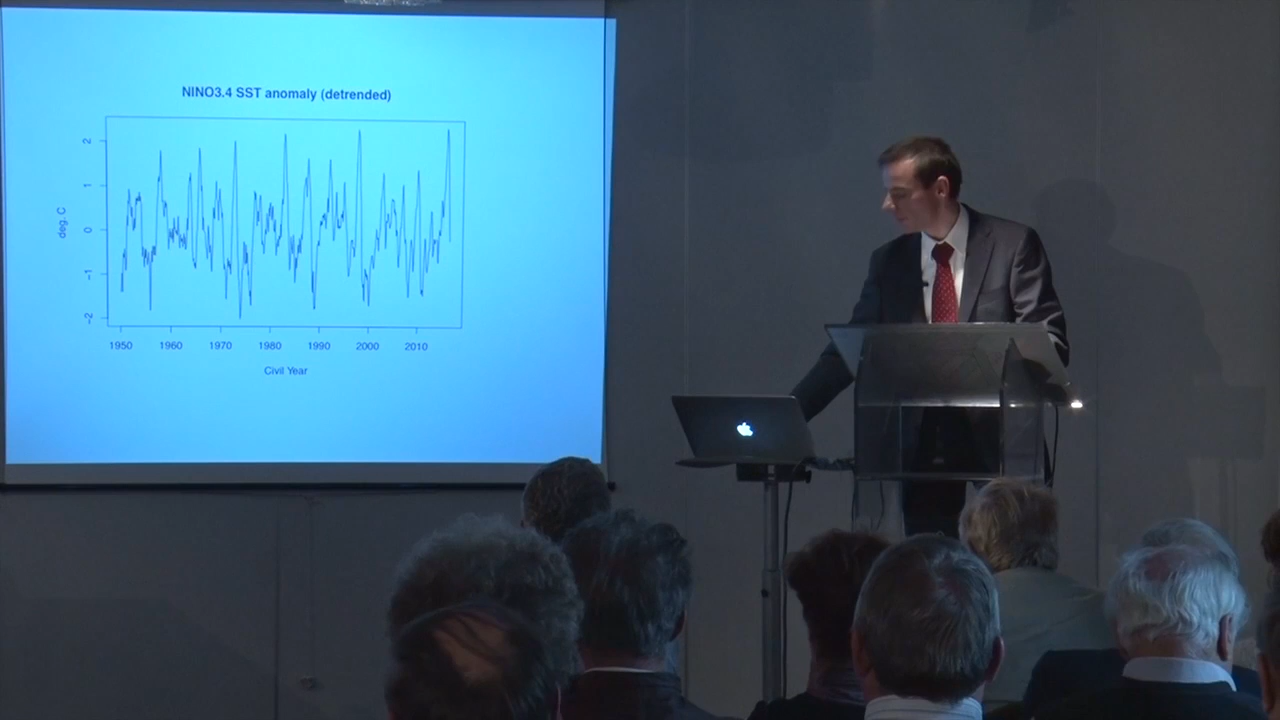 NINO3.4 SST anomaly (detrended)
2
1
0
-1
-2
deg. C
1950 1960 1970 1980 1990 2000 2010
Civil Year